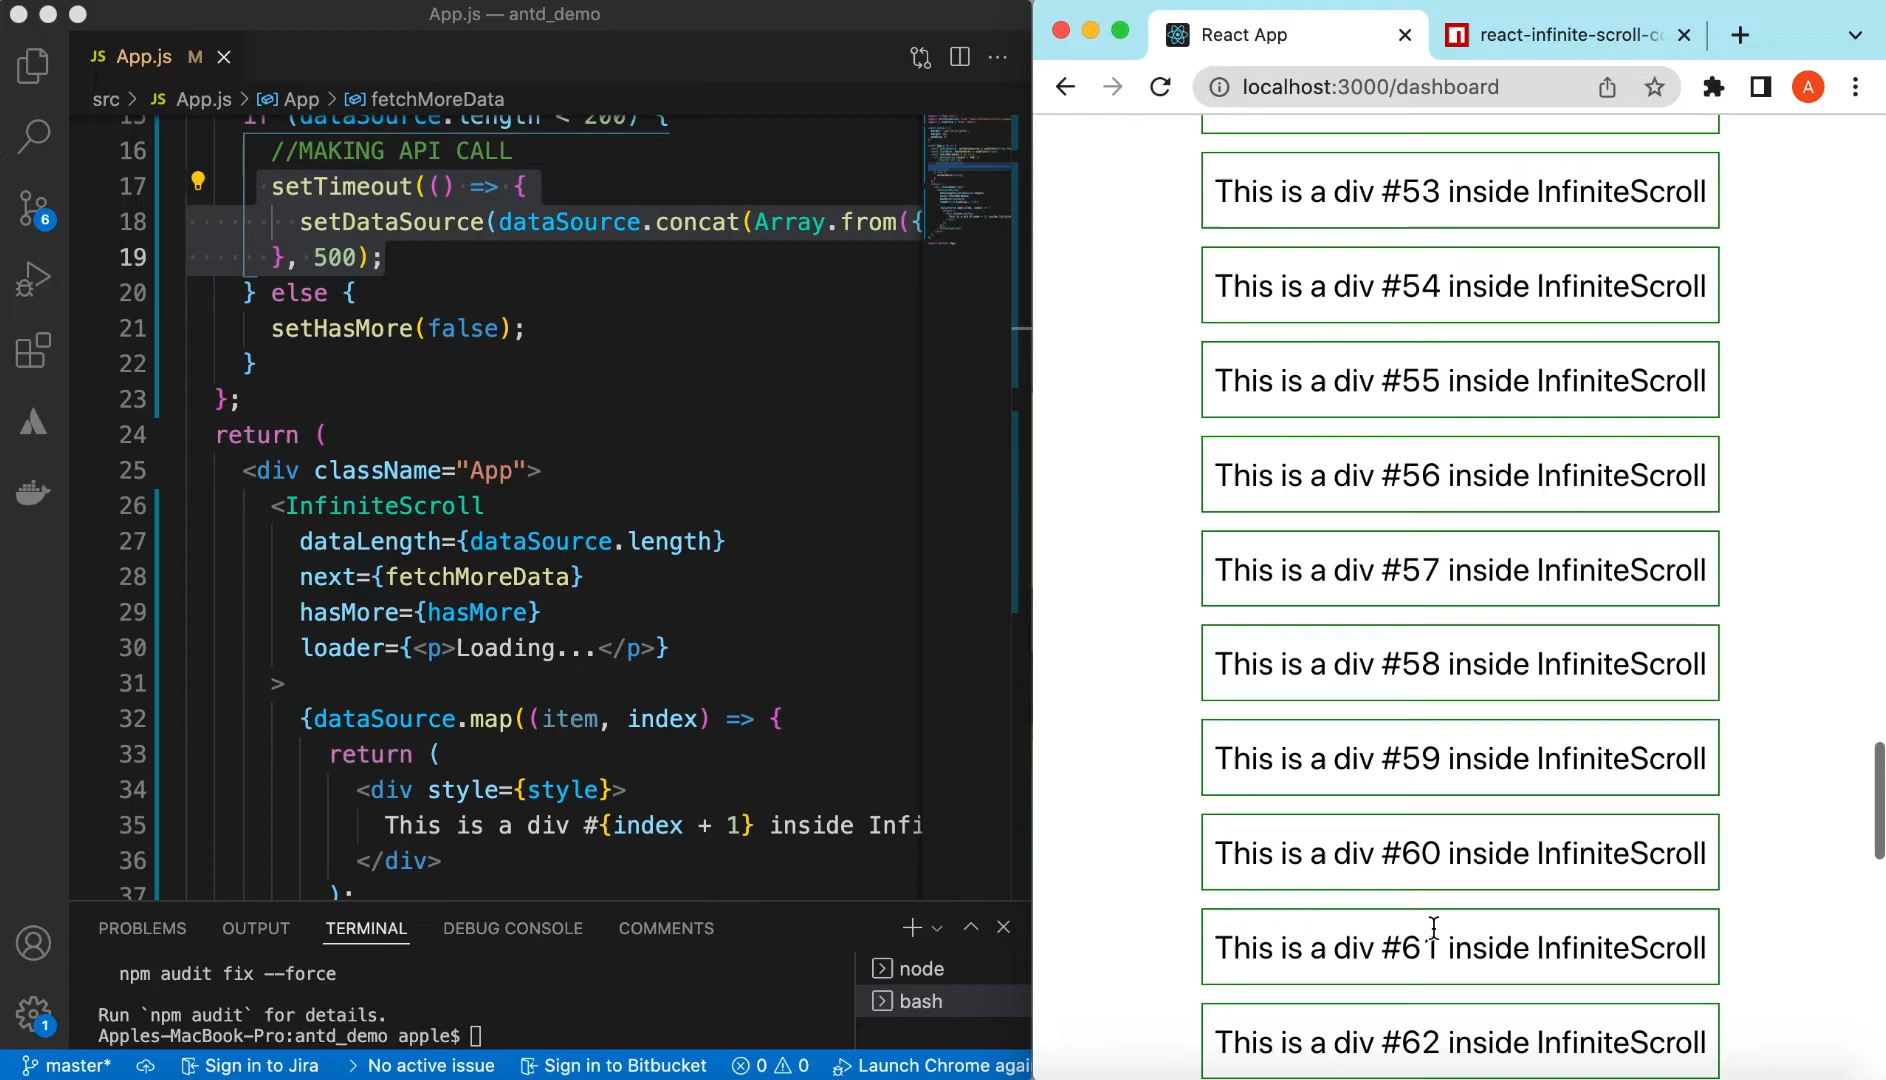 App.js — antd_demo
JS App.js M
src > JS App.js > App > fetchMoreData
15 if (dataSource.length < 200) {
16 //MAKING API CALL
17 setTimeout(() => {
18 setDataSource(dataSource.concat(Array.from({
19 }, 500);
20 } else {
21 setHasMore(false);
22 }
23 };
24 return (
25 <div className="App">
26 <InfiniteScroll
27 dataLength={dataSource.length}
28 next={fetchMoreData}
29 hasMore={hasMore}
30 loader={<p>Loading...</p>}
31 >
32 {dataSource.map((item, index) => {
33 return (
34 <div style={style}>
35 This is a div #{index + 1} inside Infi
36 </div>
37 );
PROBLEMS OUTPUT TERMINAL DEBUG CONSOLE COMMENTS
npm audit fix --force
Run `npm audit` for details.
Apples-MacBook-Pro:antd_demo apple$
node
bash
6
1
master* Sign in to Jira No active issue Sign in to Bitbucket 0 0 Launch Chrome agai
React App
react-infinite-scroll-c
localhost:3000/dashboard
A
This is a div #53 inside InfiniteScroll
This is a div #54 inside InfiniteScroll
This is a div #55 inside InfiniteScroll
This is a div #56 inside InfiniteScroll
This is a div #57 inside InfiniteScroll
This is a div #58 inside InfiniteScroll
This is a div #59 inside InfiniteScroll
This is a div #60 inside InfiniteScroll
This is a div #61 inside InfiniteScroll
This is a div #62 inside InfiniteScroll